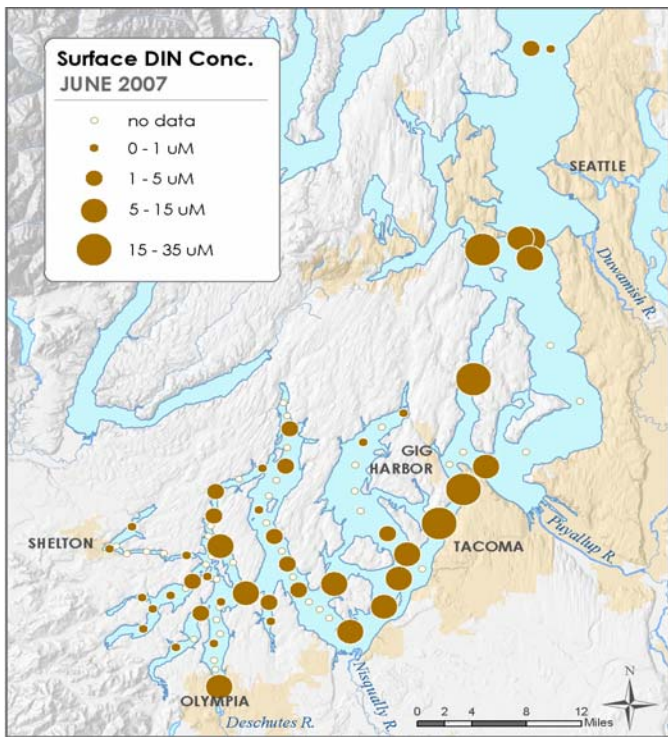 Surface DIN Conc.
JUNE 2007
no data
0 - 1 uM
1 - 5 uM
5 - 15 uM
15 - 35 uM
SEATTLE
Duwamish R.
GIG
HARBOR
SHELTON
TACOMA
Puyallup R.
Nisqually R.
OLYMPIA
Deschutes R.
N
0 2 4 8 12
Miles